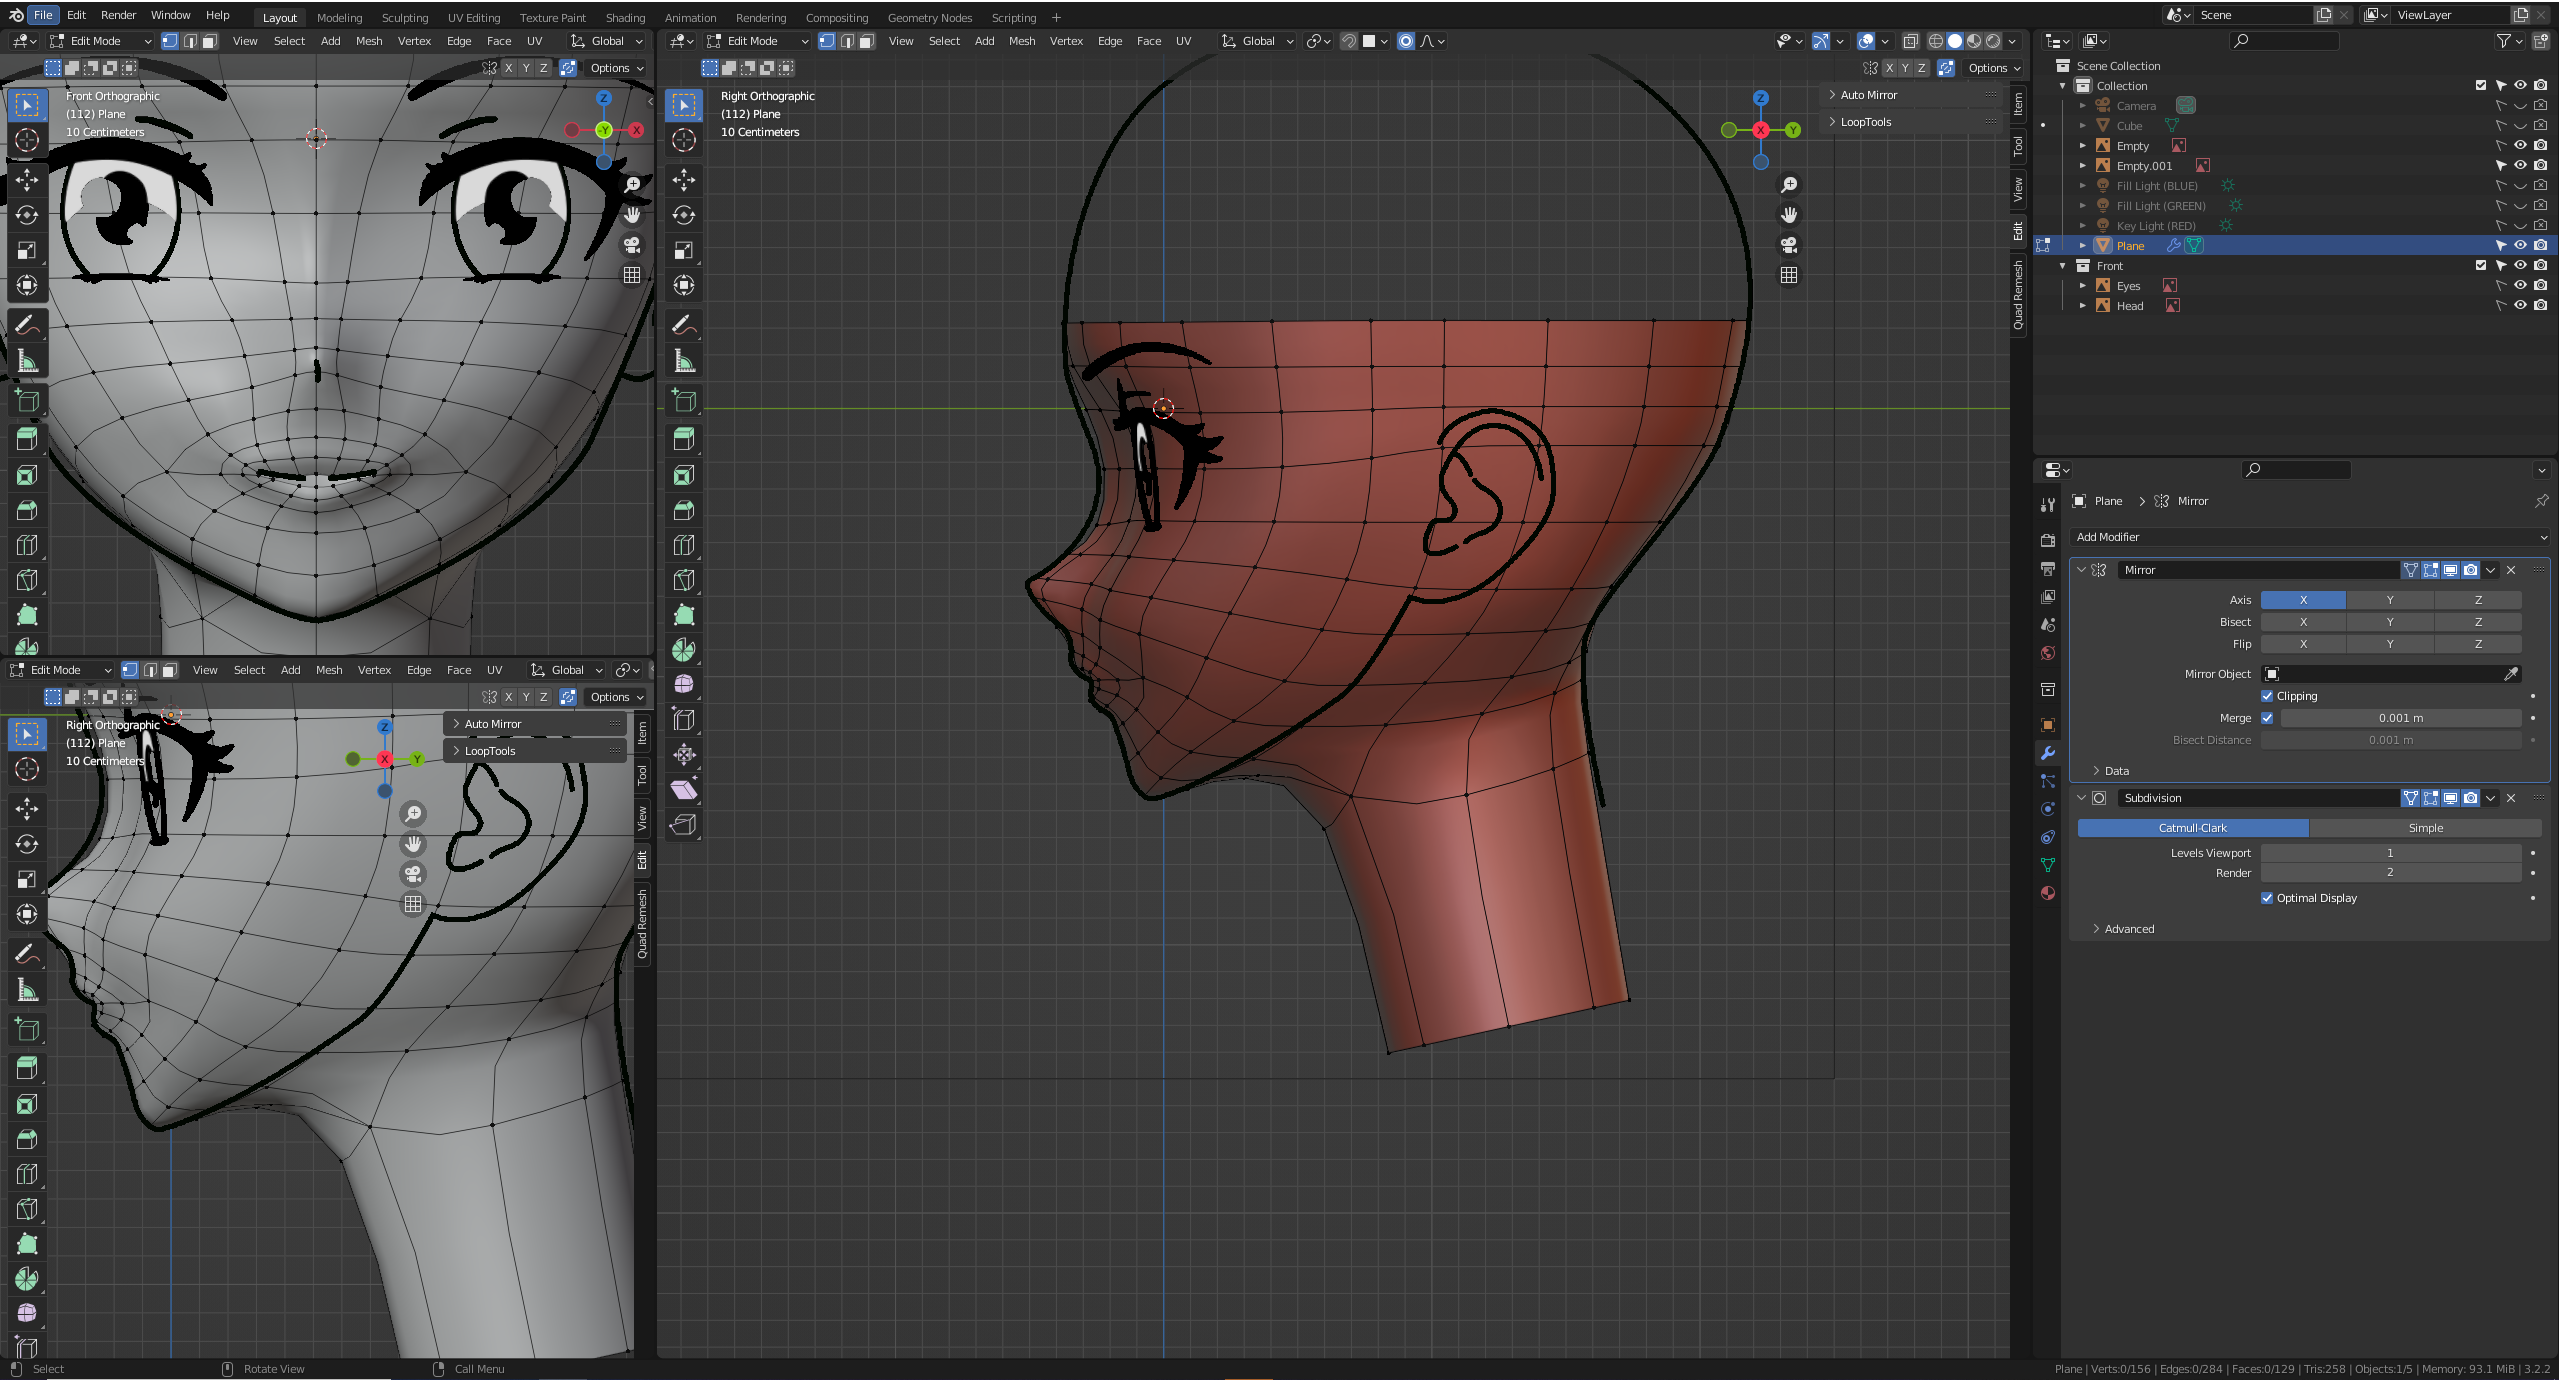 File Edit Render Window Help Layout Modeling Sculpting UV Editing Texture Paint Shading Animation Rendering Compositing Geometry Nodes Scripting + Scene ViewLayer
Edit Mode View Select Add Mesh Vertex Edge Face UV Global
X Y Z Options
Front Orthographic
(112) Plane
10 Centimeters
Z
-Y X
Edit Mode View Select Add Mesh Vertex Edge Face UV Global
X Y Z Options
Right Orthographic
(112) Plane
10 Centimeters
Auto Mirror
LoopTools
Z
X Y
Item
Tool
View
Edit
Quad Remesh
Edit Mode View Select Add Mesh Vertex Edge Face UV Global
X Y Z Options
Right Orthographic
(112) Plane
10 Centimeters
Auto Mirror
LoopTools
Z
X Y
Item
Tool
View
Edit
Quad Remesh
Scene Collection
Collection
Camera
Cube
Empty
Empty.001
Fill Light (BLUE)
Fill Light (GREEN)
Key Light (RED)
Plane
Front
Eyes
Head
Plane > Mirror
Add Modifier
Mirror
Axis X Y Z
Bisect X Y Z
Flip X Y Z
Mirror Object
Clipping
Merge 0.001 m
Bisect Distance 0.001 m
Data
Subdivision
Catmull-Clark Simple
Levels Viewport 1
Render 2
Optimal Display
Advanced
Select Rotate View Call Menu
Plane | Verts:0/156 | Edges:0/284 | Faces:0/129 | Tris:258 | Objects:1/5 | Memory: 93.1 MiB | 3.2.2